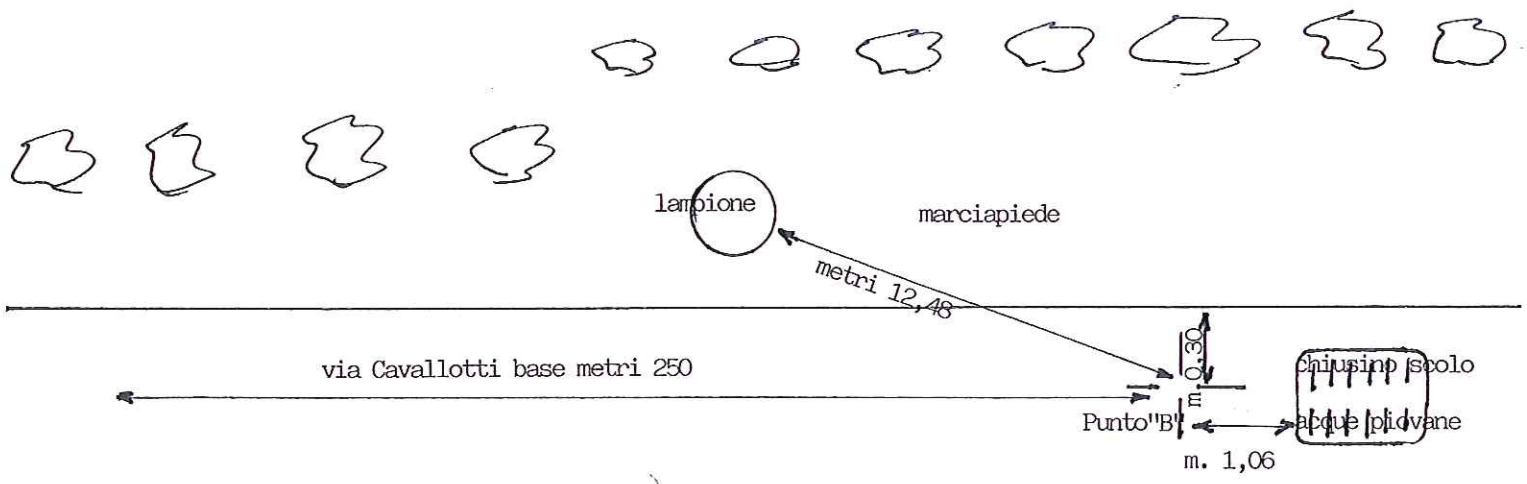 lampione
marciapiede
metri 12,48
m 0.30
via Cavallotti base metri 250
chiusino scolo
Punto"B"
acque piovane
m. 1,06